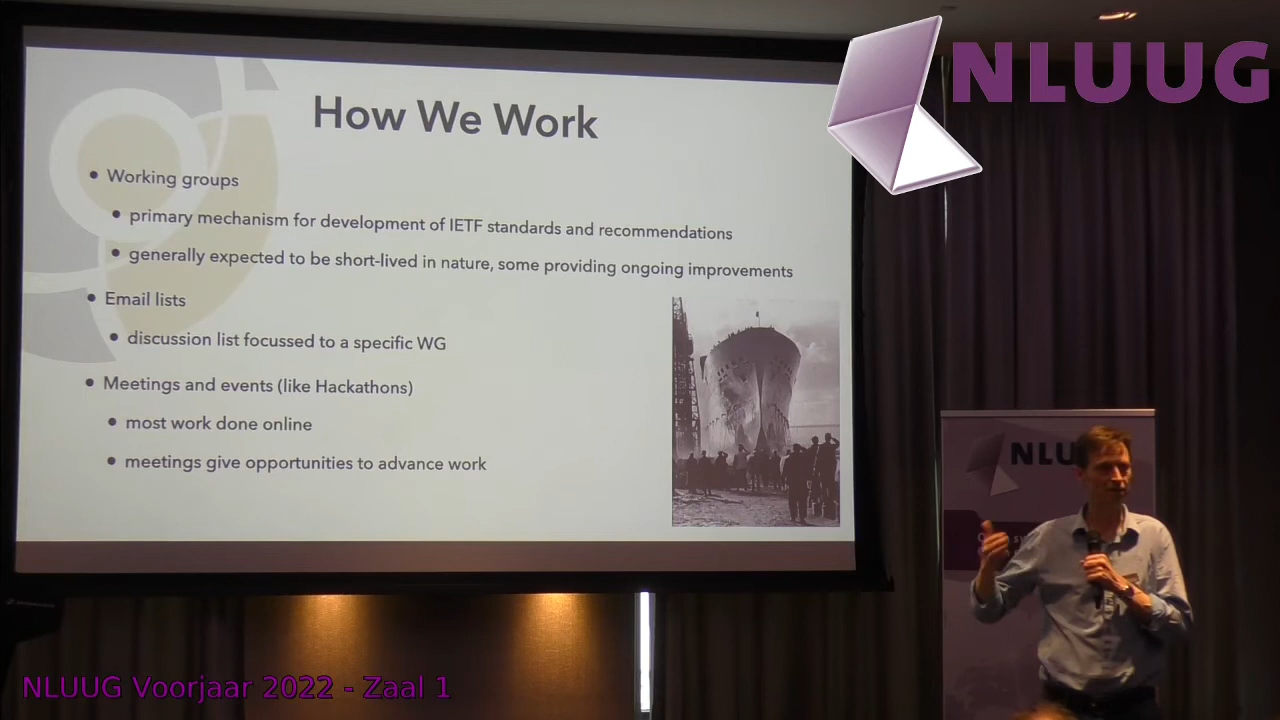 NLUUG
How We Work
Working groups
primary mechanism for development of IETF standards and recommendations
generally expected to be short-lived in nature, some providing ongoing improvements
Email lists
discussion list focussed to a specific WG
Meetings and events (like Hackathons)
most work done online
meetings give opportunities to advance work
NLU
NLUUG Voorjaar 2022 - Zaal 1